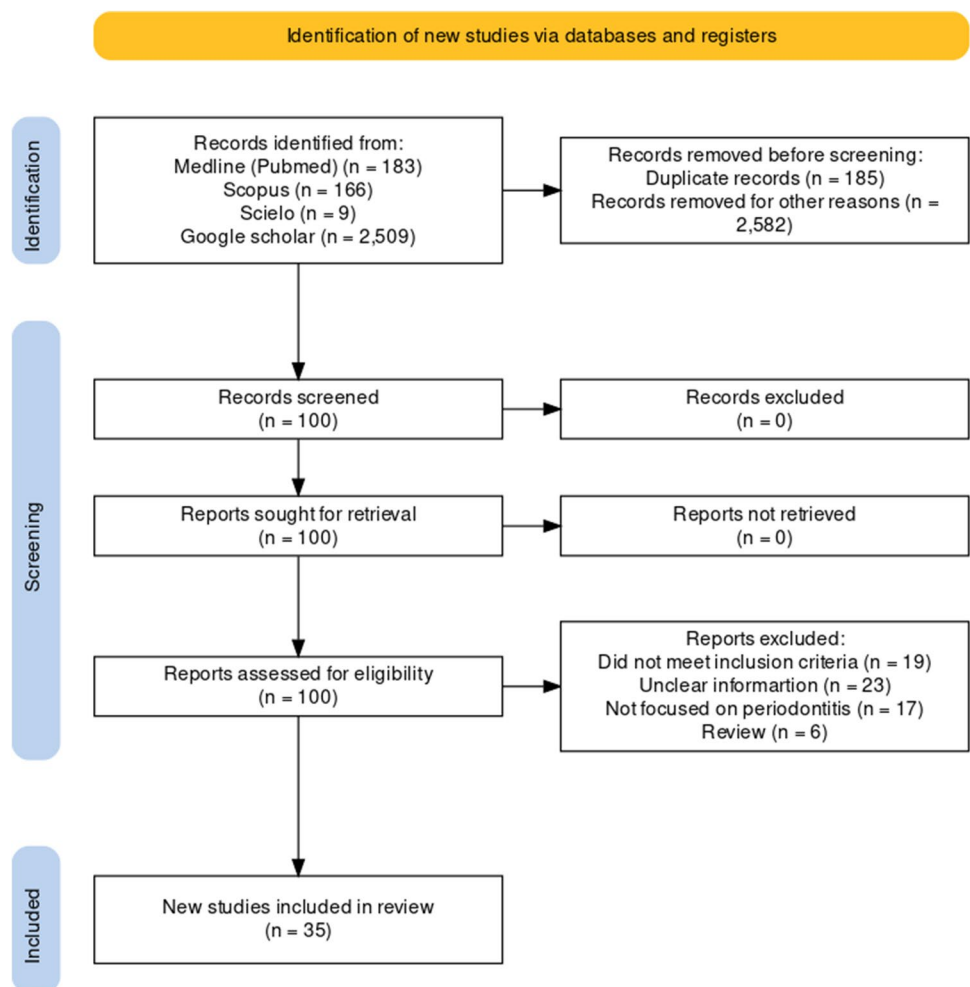 Identification of new studies via databases and registers
Identification
Records identified from:
Medline (Pubmed) (n = 183)
Scopus (n = 166)
Scielo (n = 9)
Google scholar (n = 2,509)
Records removed before screening:
Duplicate records (n = 185)
Records removed for other reasons (n =
2,582)
Screening
Records screened
(n = 100)
Records excluded
(n = 0)
Reports sought for retrieval
(n = 100)
Reports not retrieved
(n = 0)
Reports assessed for eligibility
(n = 100)
Reports excluded:
Did not meet inclusion criteria (n = 19)
Unclear informartion (n = 23)
Not focused on periodontitis (n = 17)
Review (n = 6)
Included
New studies included in review
(n = 35)